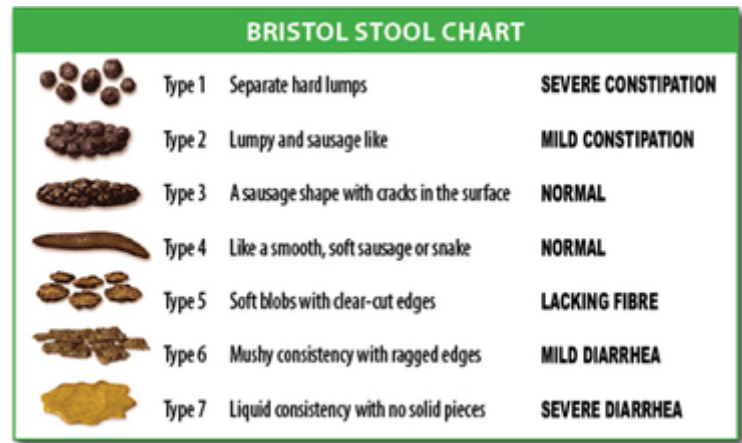 BRISTOL STOOL CHART
Type 1 Separate hard lumps SEVERE CONSTIPATION
Type 2 Lumpy and sausage like MILD CONSTIPATION
Type 3 A sausage shape with cracks in the surface NORMAL
Type 4 Like a smooth, soft sausage or snake NORMAL
Type 5 Soft blobs with clear-cut edges LACKING FIBRE
Type 6 Mushy consistency with ragged edges MILD DIARRHEA
Type 7 Liquid consistency with no solid pieces SEVERE DIARRHEA